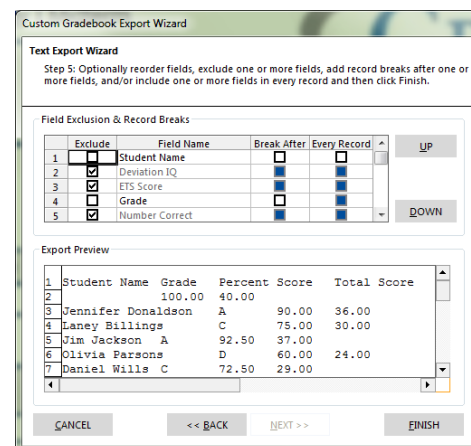 Custom Gradebook Export Wizard
Text Export Wizard
Step 5: Optionally reorder fields, exclude one or more fields, add record breaks after one or
more fields, and/or include one or more fields in every record and then click Finish.
Field Exclusion & Record Breaks
Exclude Field Name Break After Every Record
1 Student Name
2 Deviation IQ
3 ETS Score
4 Grade
5 Number Correct
UP
DOWN
Export Preview
1 Student Name Grade Percent Score Total Score
2 100.00 40.00
3 Jennifer Donaldson A 90.00 36.00
4 Laney Billings C 75.00 30.00
5 Jim Jackson A 92.50 37.00
6 Olivia Parsons D 60.00 24.00
7 Daniel Wills C 72.50 29.00
CANCEL << BACK NEXT >> FINISH